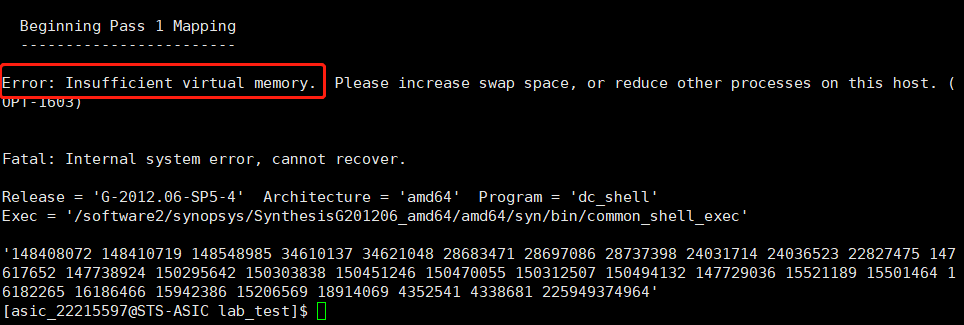 Beginning Pass 1 Mapping
------------------------
Error: Insufficient virtual memory. Please increase swap space, or reduce other processes on this host. (
OPT-1603)
Fatal: Internal system error, cannot recover.
Release = 'G-2012.06-SP5-4'  Architecture = 'amd64'  Program = 'dc_shell'
Exec = '/software2/synopsys/SynthesisG201206_amd64/amd64/syn/bin/common_shell_exec'
'148408072 148410719 148548985 34610137 34621048 28683471 28697086 28737398 24031714 24036523 22827475 147
617652 147738924 150295642 150303838 150451246 150470055 150312507 150494132 147729036 15521189 15501464 1
6182265 16186466 15942386 15206569 18914069 4352541 4338681 225949374964'
[asic_22215597@STS-ASIC lab_test]$